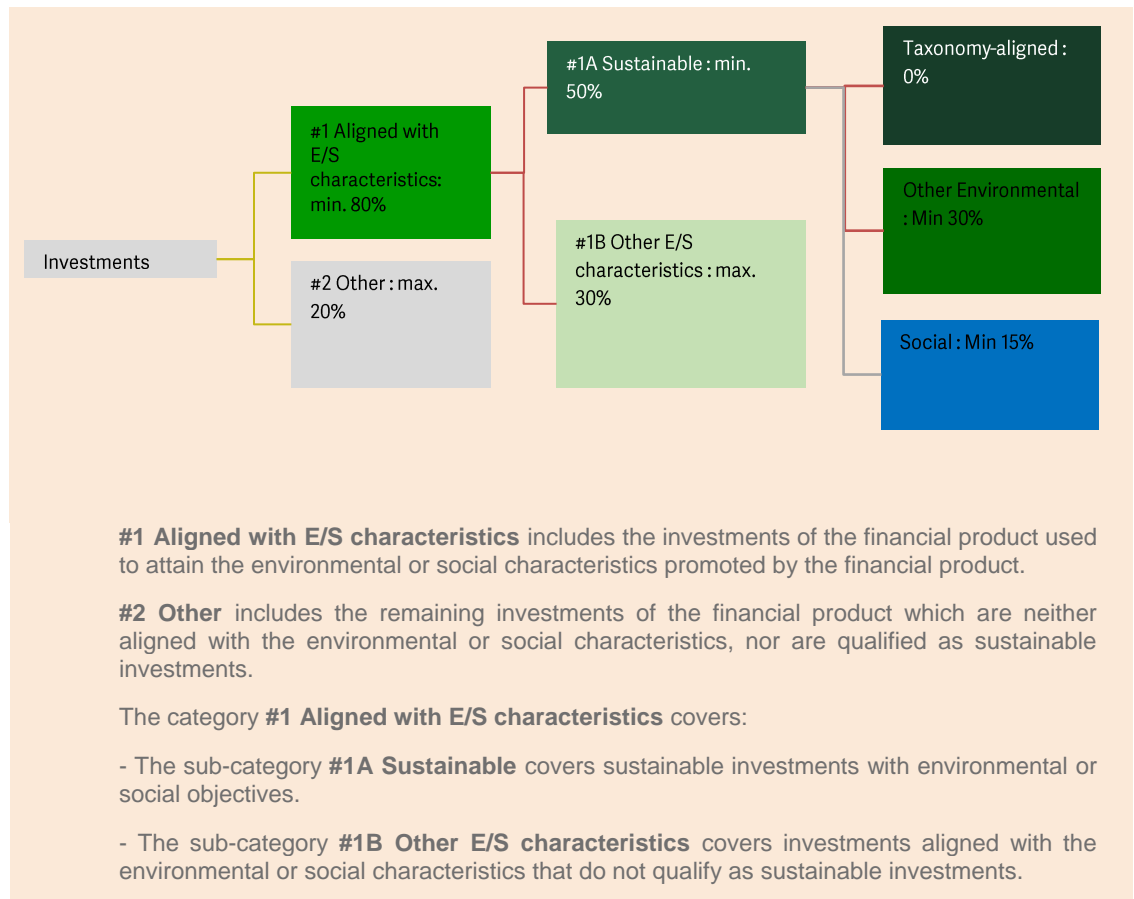 Investments
#1 Aligned with
E/S
characteristics:
min. 80%
#2 Other : max.
20%
#1A Sustainable : min.
50%
#1B Other E/S
characteristics : max.
30%
Taxonomy-aligned :
0%
Other Environmental
: Min 30%
Social : Min 15%
#1 Aligned with E/S characteristics includes the investments of the financial product used
to attain the environmental or social characteristics promoted by the financial product.
#2 Other includes the remaining investments of the financial product which are neither
aligned with the environmental or social characteristics, nor are qualified as sustainable
investments.
The category #1 Aligned with E/S characteristics covers:
- The sub-category #1A Sustainable covers sustainable investments with environmental or
social objectives.
- The sub-category #1B Other E/S characteristics covers investments aligned with the
environmental or social characteristics that do not qualify as sustainable investments.